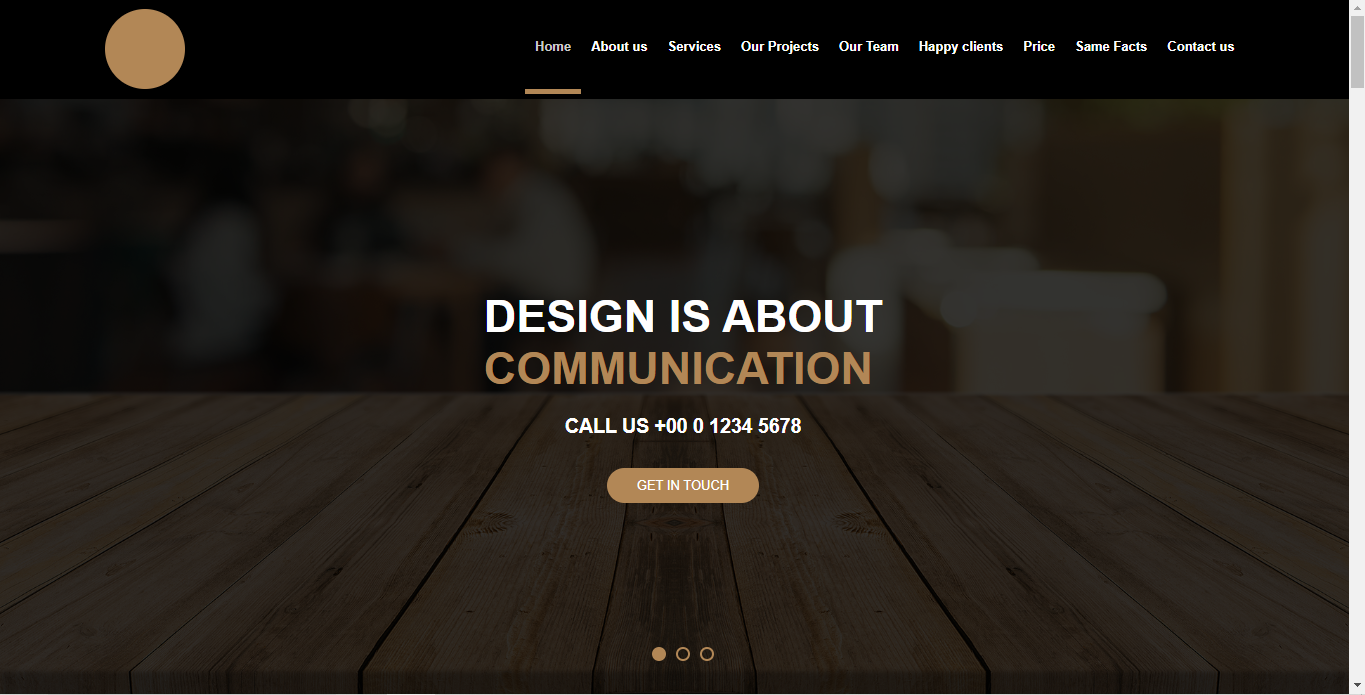 Home About us Services Our Projects Our Team Happy clients Price Same Facts Contact us
DESIGN IS ABOUT
COMMUNICATION
CALL US +00 0 1234 5678
GET IN TOUCH